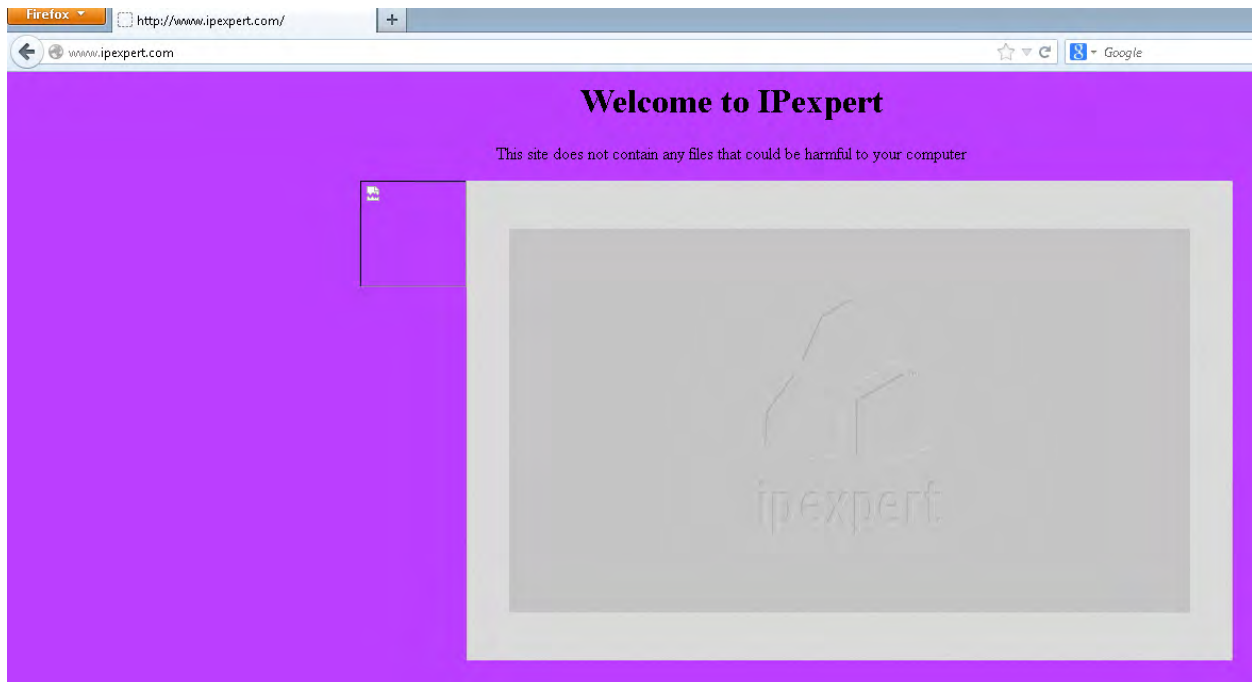 Firefox
http://www.ipexpert.com/
+
www.ipexpert.com
8 Google
Welcome to IPexpert
This site does not contain any files that could be harmful to your computer
ipexpert